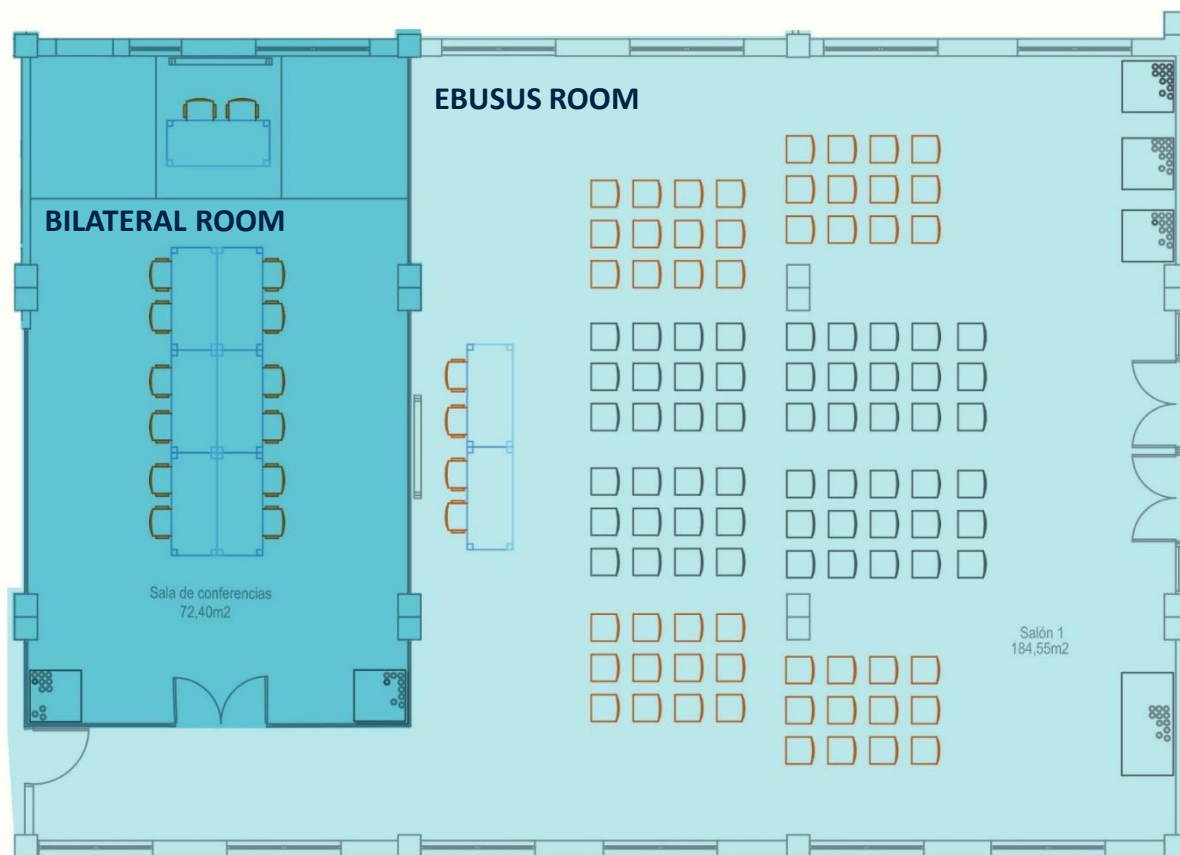 EBUSUS ROOM
BILATERAL ROOM
Sala de conferencias
72,40m2
Salón 1
184,55m2